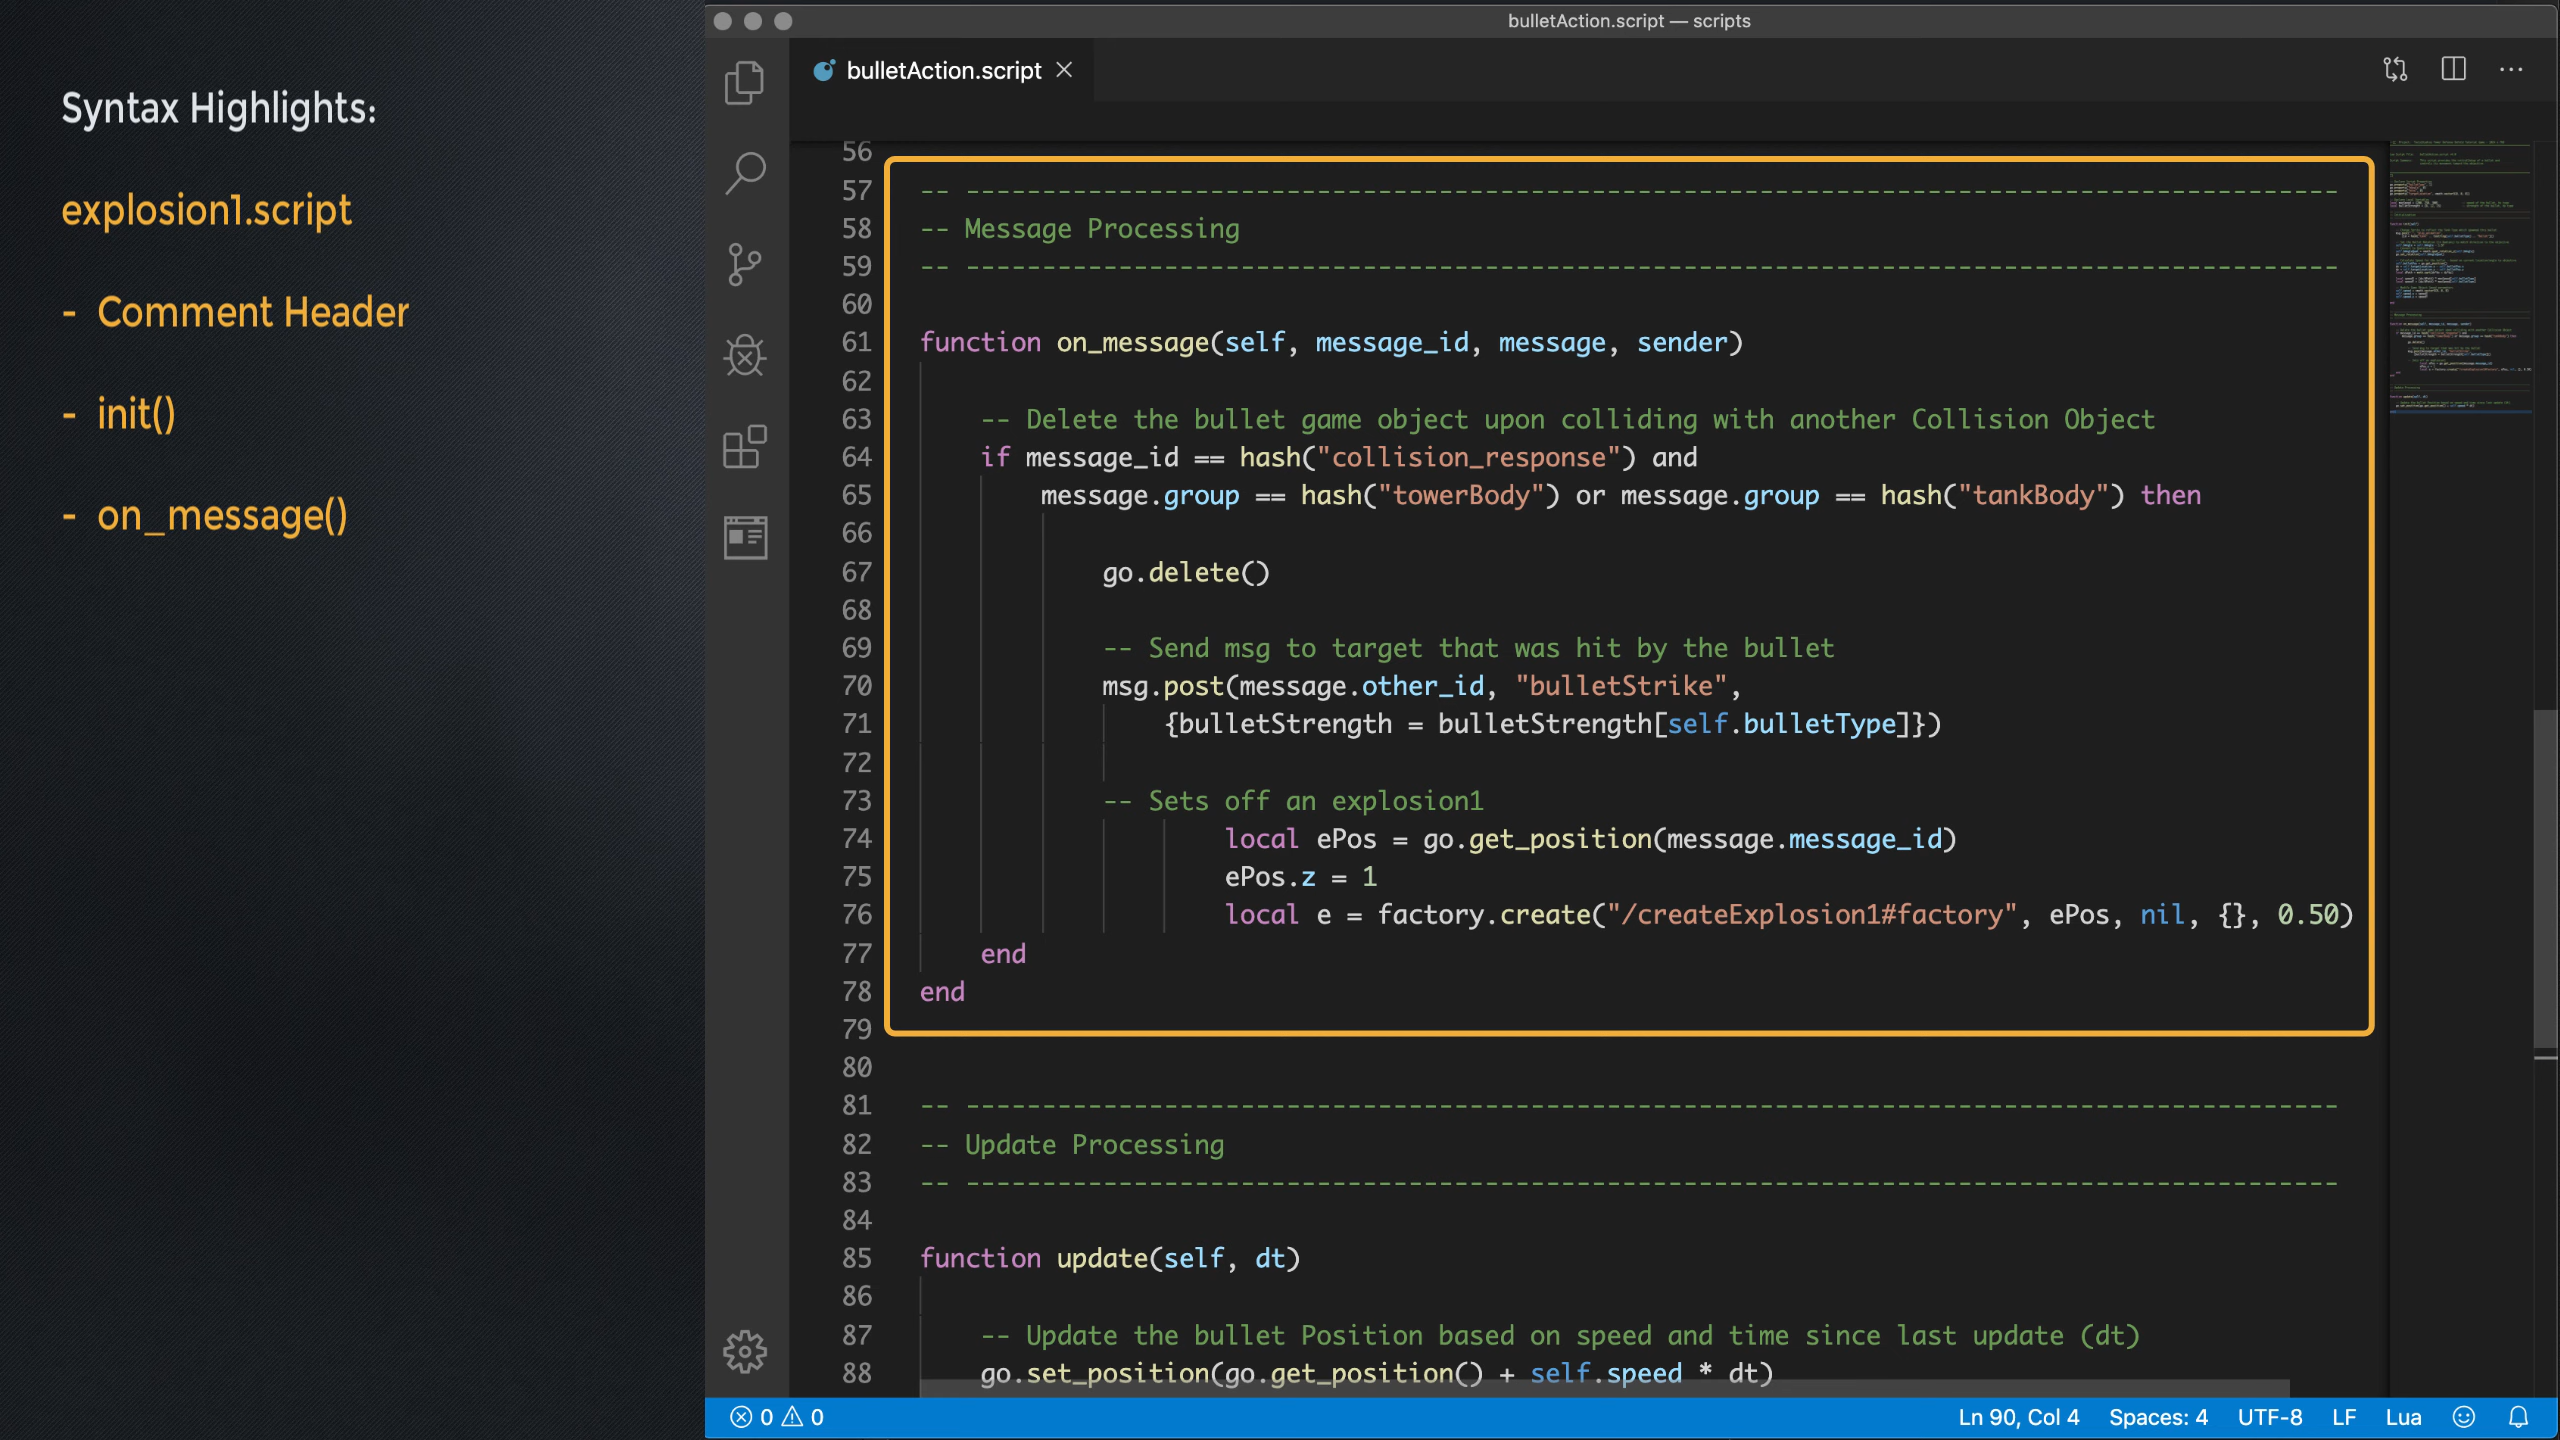 Syntax Highlights:
explosion1.script
- Comment Header
- init()
- on_message()
bulletAction.script — scripts
bulletAction.script
56
57 -- ------------------------------------------------------------------------------------------
58 -- Message Processing
59 -- ------------------------------------------------------------------------------------------
60
61 function on_message(self, message_id, message, sender)
62
63 -- Delete the bullet game object upon colliding with another Collision Object
64 if message_id == hash("collision_response") and
65 message.group == hash("towerBody") or message.group == hash("tankBody") then
66
67 go.delete()
68
69 -- Send msg to target that was hit by the bullet
70 msg.post(message.other_id, "bulletStrike",
71 {bulletStrength = bulletStrength[self.bulletType]})
72
73 -- Sets off an explosion1
74 local ePos = go.get_position(message.message_id)
75 ePos.z = 1
76 local e = factory.create("/createExplosion1#factory", ePos, nil, {}, 0.50)
77 end
78 end
79
80
81 -- ------------------------------------------------------------------------------------------
82 -- Update Processing
83 -- ------------------------------------------------------------------------------------------
84
85 function update(self, dt)
86
87 -- Update the bullet Position based on speed and time since last update (dt)
88 go.set_position(go.get_position() + self.speed * dt)
0 0 Ln 90, Col 4 Spaces: 4 UTF-8 LF Lua